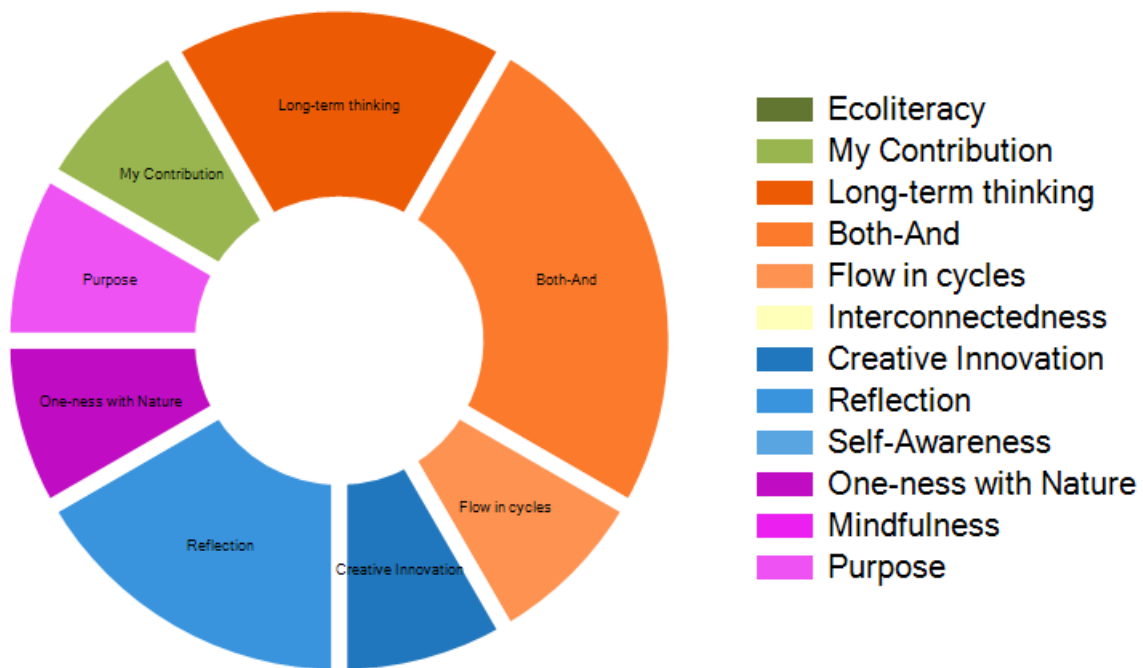 Long-term thinking
My Contribution
Both-And
Purpose
One-ness with Nature
Flow in cycles
Reflection
Creative Innovation
Ecoliteracy
My Contribution
Long-term thinking
Both-And
Flow in cycles
Interconnectedness
Creative Innovation
Reflection
Self-Awareness
One-ness with Nature
Mindfulness
Purpose